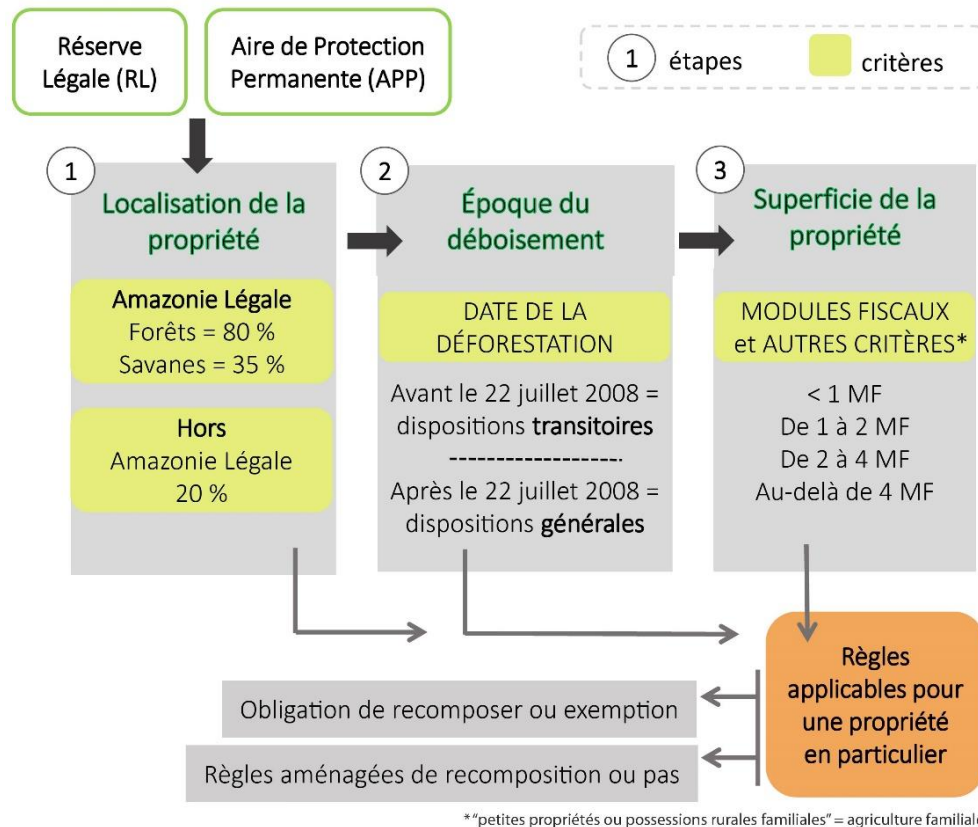 Réserve
Légale (RL)
Aire de Protection
Permanente (APP)
1 étapes
critères
1
Localisation de la
propriété
Amazonie Légale
Forêts = 80 %
Savanes = 35 %
Hors
Amazonie Légale
20 %
2
Époque du
déboisement
DATE DE LA
DÉFORESTATION
Avant le 22 juillet 2008 =
dispositions transitoires
--------------------
Après le 22 juillet 2008 =
dispositions générales
3
Superficie de la
propriété
MODULES FISCAUX
et AUTRES CRITÈRES*
< 1 MF
De 1 à 2 MF
De 2 à 4 MF
Au-delà de 4 MF
Règles
applicables pour
une propriété
en particulier
Obligation de recomposer ou exemption
Règles aménagées de recomposition ou pas
*"petites propriétés ou possessions rurales familiales" = agriculture familiale